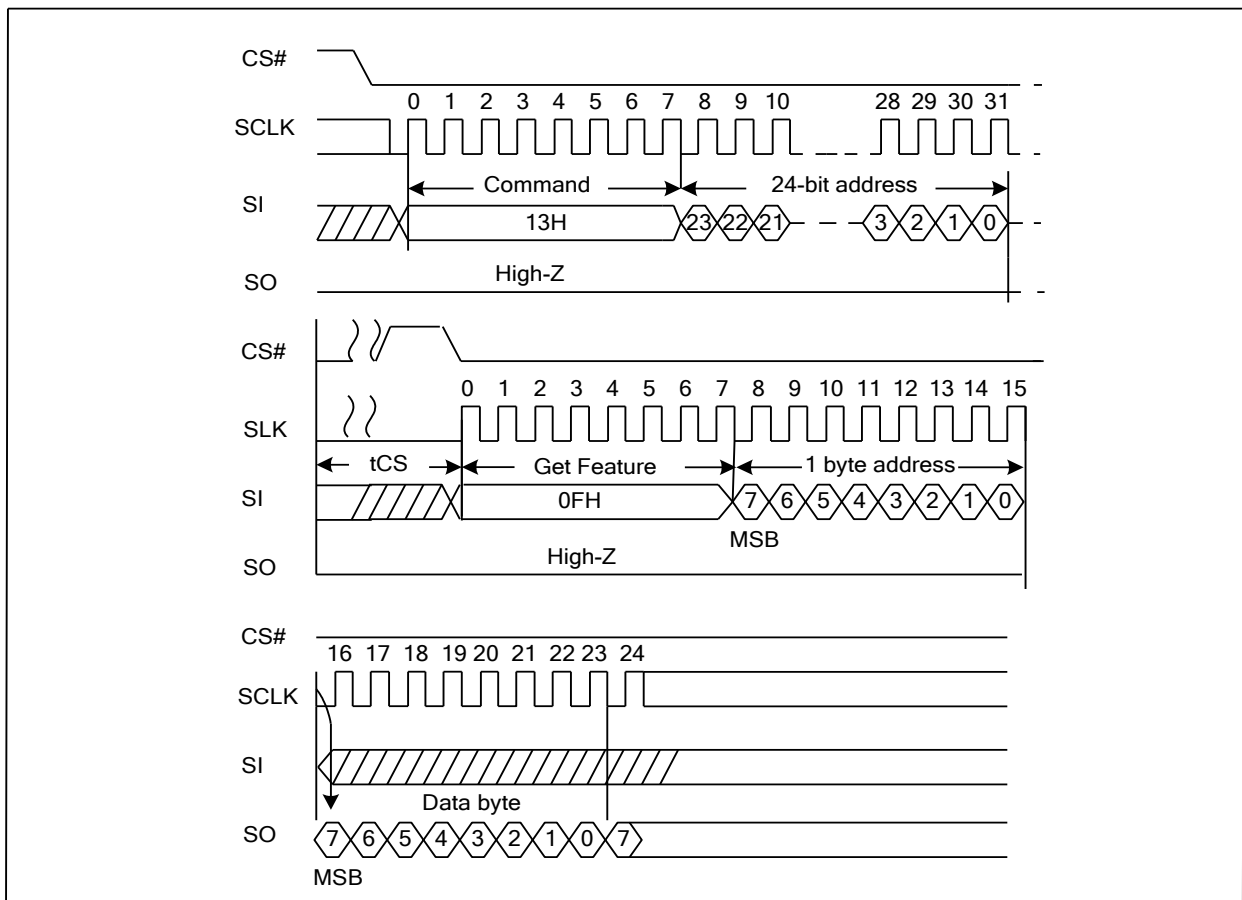 CS#
0 1 2 3 4 5 6 7 8 9 10 28 29 30 31
SCLK
Command 24-bit address
SI
13H 23 22 21 3 2 1 0
High-Z
SO
CS#
0 1 2 3 4 5 6 7 8 9 10 11 12 13 14 15
SLK
tCS Get Feature 1 byte address
SI
0FH 7 6 5 4 3 2 1 0
MSB
High-Z
SO
CS#
16 17 18 19 20 21 22 23 24
SCLK
SI
Data byte
SO
7 6 5 4 3 2 1 0 7
MSB